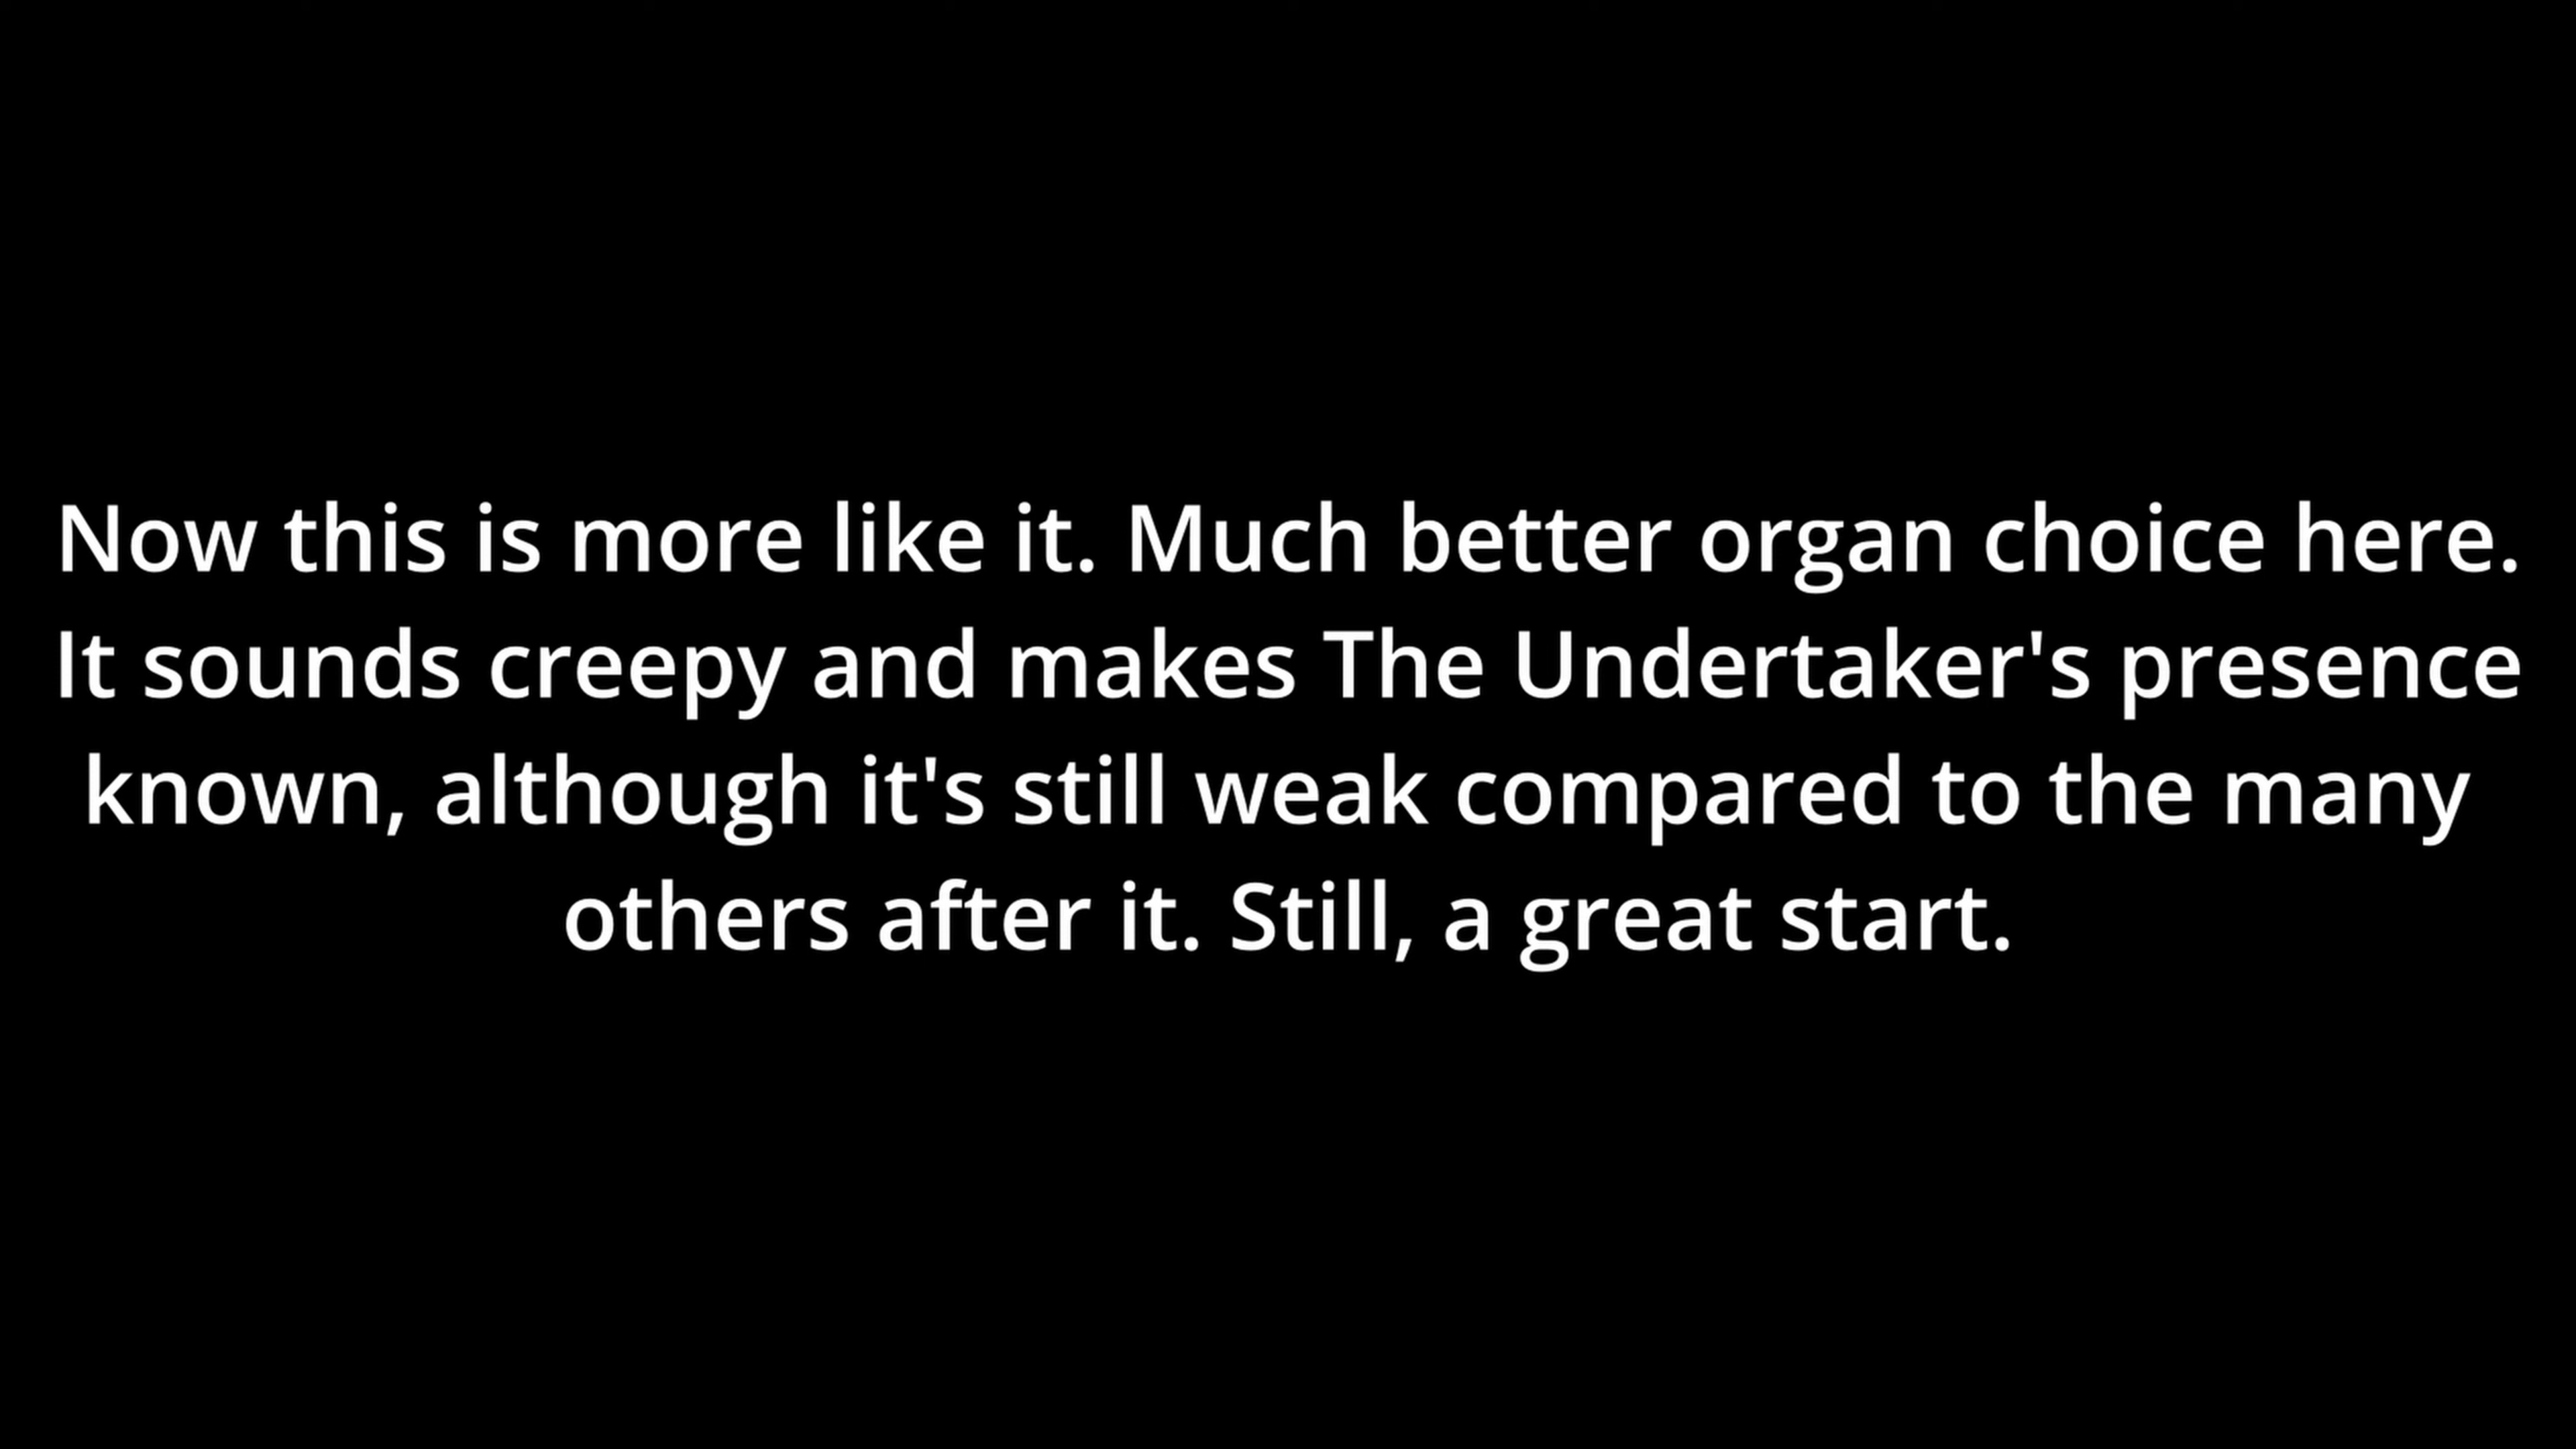 Now this is more like it. Much better organ choice here.
It sounds creepy and makes The Undertaker's presence
known, although it's still weak compared to the many
others after it. Still, a great start.